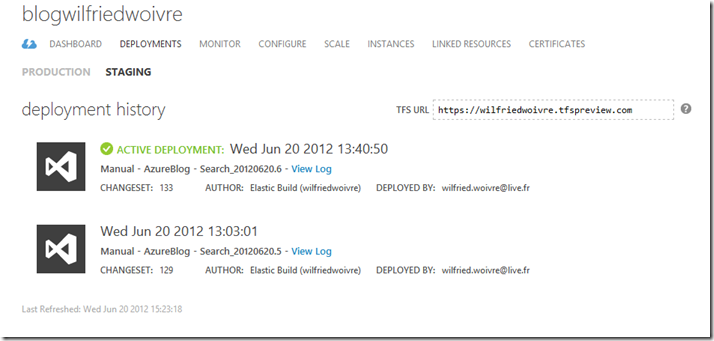 blogwilfriedwoivre
DASHBOARD DEPLOYMENTS MONITOR CONFIGURE SCALE INSTANCES LINKED RESOURCES CERTIFICATES
PRODUCTION STAGING
deployment history
TFS URL https://wilfriedwoivre.tfspreview.com ?
ACTIVE DEPLOYMENT: Wed Jun 20 2012 13:40:50
Manual - AzureBlog - Search_20120620.6 - View Log
CHANGESET: 133 AUTHOR: Elastic Build (wilfriedwoivre) DEPLOYED BY: wilfried.woivre@live.fr
Wed Jun 20 2012 13:03:01
Manual - AzureBlog - Search_20120620.5 - View Log
CHANGESET: 129 AUTHOR: Elastic Build (wilfriedwoivre) DEPLOYED BY: wilfried.woivre@live.fr
Last Refreshed: Wed Jun 20 2012 15:23:18